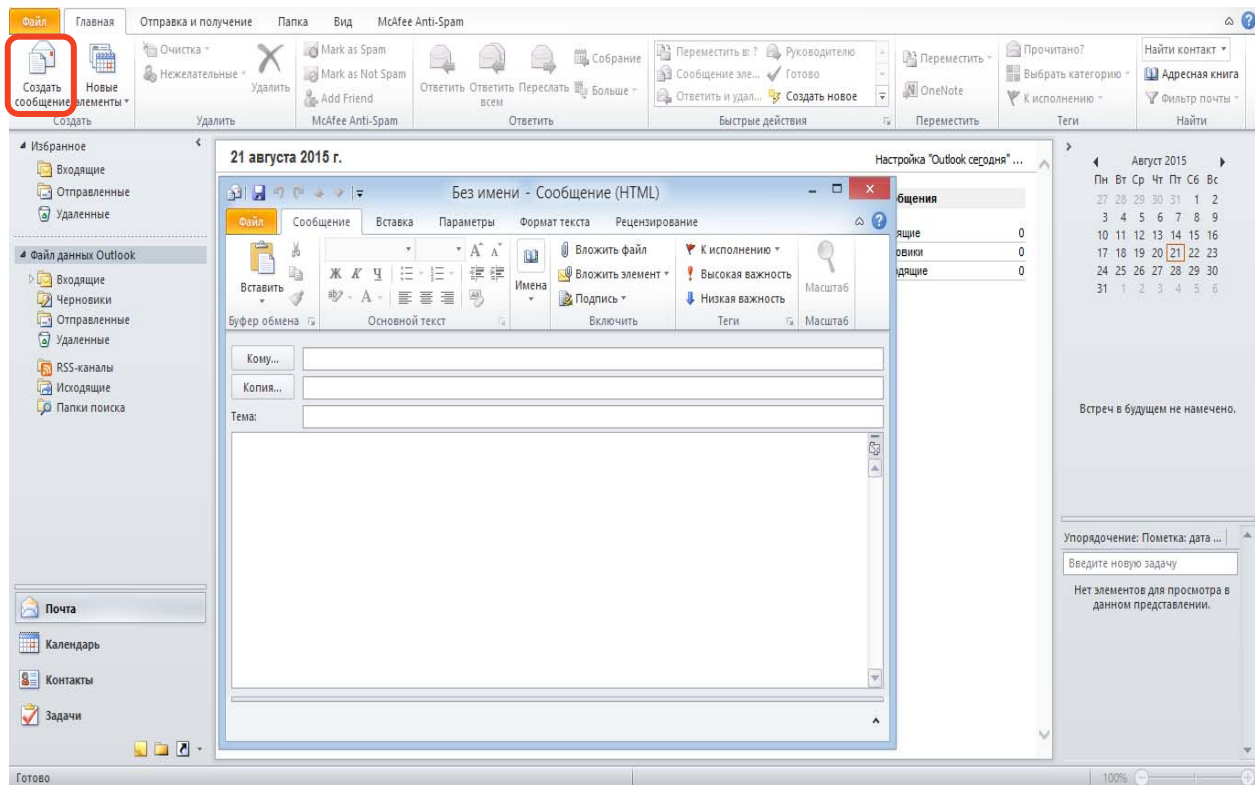 Файл Главная Отправка и получение Папка Вид McAfee Anti-Spam
Создать сообщение
Новые элементы
Очистка
Нежелательные
Удалить
Mark as Spam
Mark as Not Spam
Add Friend
Ответить Ответить всем Переслать
Собрание
Больше
Переместить в: ?
Сообщение эле...
Ответить и удал...
Руководителю
Готово
Создать новое
Переместить
OneNote
Прочитано?
Выбрать категорию
К исполнению
Найти контакт
Адресная книга
Фильтр почты
Создать Удалить McAfee Anti-Spam Ответить Быстрые действия Переместить Теги Найти
Избранное
Входящие
Отправленные
Удаленные
Файл данных Outlook
Входящие
Черновики
Отправленные
Удаленные
RSS-каналы
Исходящие
Папки поиска
Почта
Календарь
Контакты
Задачи
21 августа 2015 г. Настройка "Outlook сегодня" ...
бщения
ящие 0
овики 0
дящие 0
Без имени - Сообщение (HTML)
Файл Сообщение Вставка Параметры Формат текста Рецензирование
Вставить
Ж К Ч
Имена
Вложить файл
Вложить элемент
Подпись
К исполнению
Высокая важность
Низкая важность
Масштаб
Буфер обмена Основной текст Включить Теги Масштаб
Кому...
Копия...
Тема:
Август 2015
Пн Вт Ср Чт Пт Сб Вс
27 28 29 30 31 1 2
3 4 5 6 7 8 9
10 11 12 13 14 15 16
17 18 19 20 21 22 23
24 25 26 27 28 29 30
31 1 2 3 4 5 6
Встреч в будущем не намечено.
Упорядочение: Пометка: дата ...
Введите новую задачу
Нет элементов для просмотра в
данном представлении.
Готово 100%